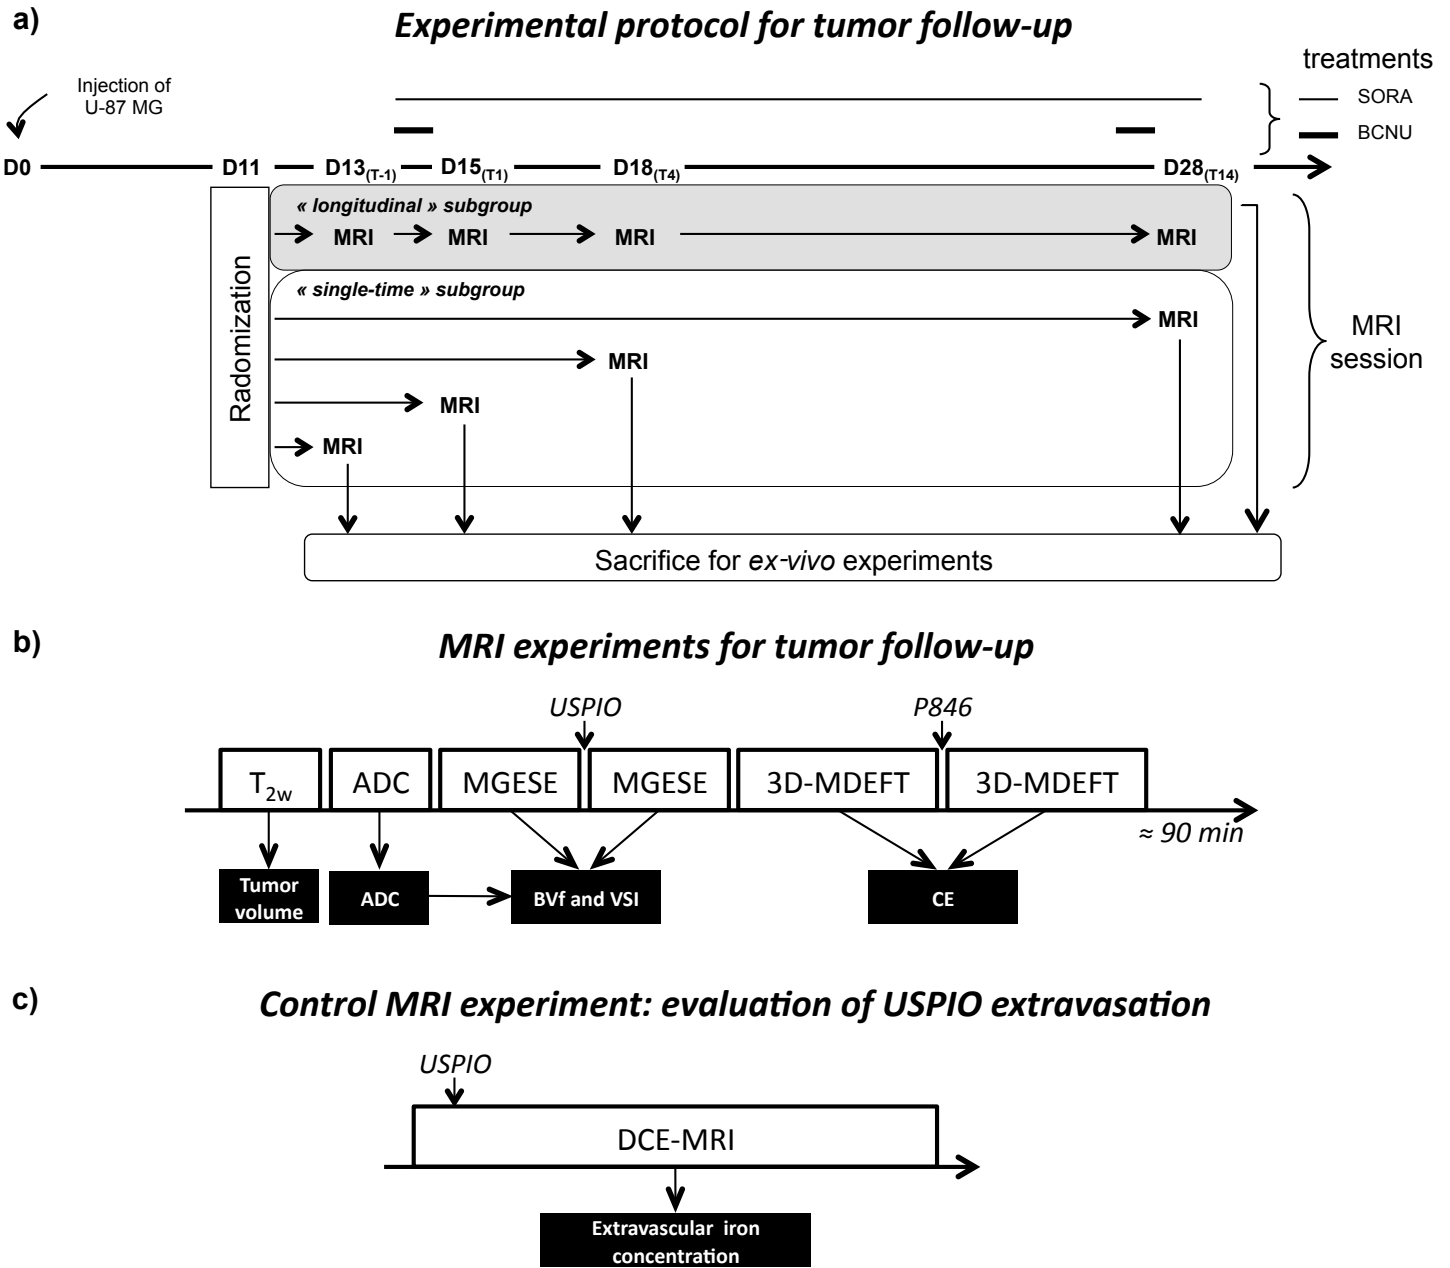 a)
Experimental protocol for tumor follow-up
Injection of
U-87 MG
treatments
SORA
BCNU
D0
D11
D13(T-1)
D15(T1)
D18(T4)
D28(T14)
« longitudinal » subgroup
MRI
MRI
MRI
MRI
Radomization
« single-time » subgroup
MRI
MRI
MRI
MRI
MRI
session
Sacrifice for ex-vivo experiments
b)
MRI experiments for tumor follow-up
USPIO
P846
T2w
ADC
MGESE
MGESE
3D-MDEFT
3D-MDEFT
≈ 90 min
Tumor
volume
ADC
BVf and VSI
CE
c)
Control MRI experiment: evaluation of USPIO extravasation
USPIO
DCE-MRI
Extravascular iron
concentration